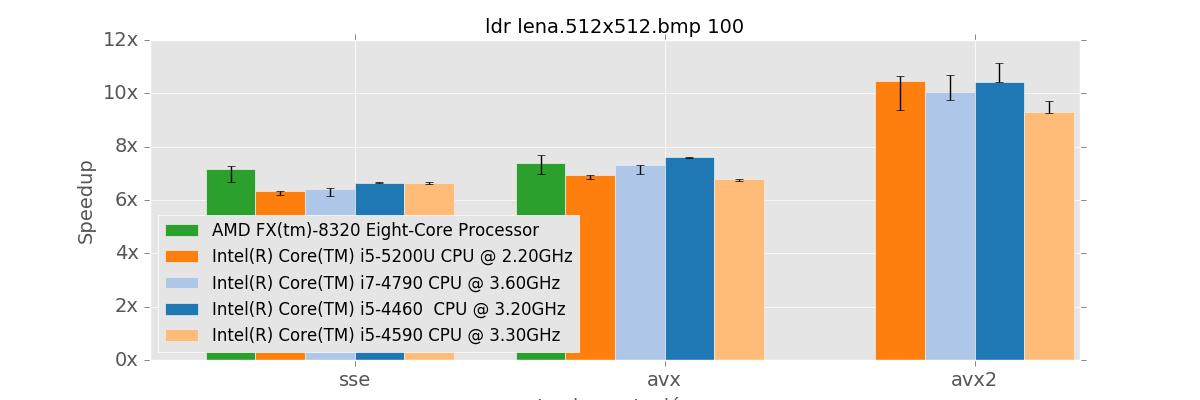 ldr lena.512x512.bmp 100
12x
10x
8x
6x
4x
2x
0x
Speedup
AMD FX(tm)-8320 Eight-Core Processor
Intel(R) Core(TM) i5-5200U CPU @ 2.20GHz
Intel(R) Core(TM) i7-4790 CPU @ 3.60GHz
Intel(R) Core(TM) i5-4460  CPU @ 3.20GHz
Intel(R) Core(TM) i5-4590 CPU @ 3.30GHz
sse
avx
avx2